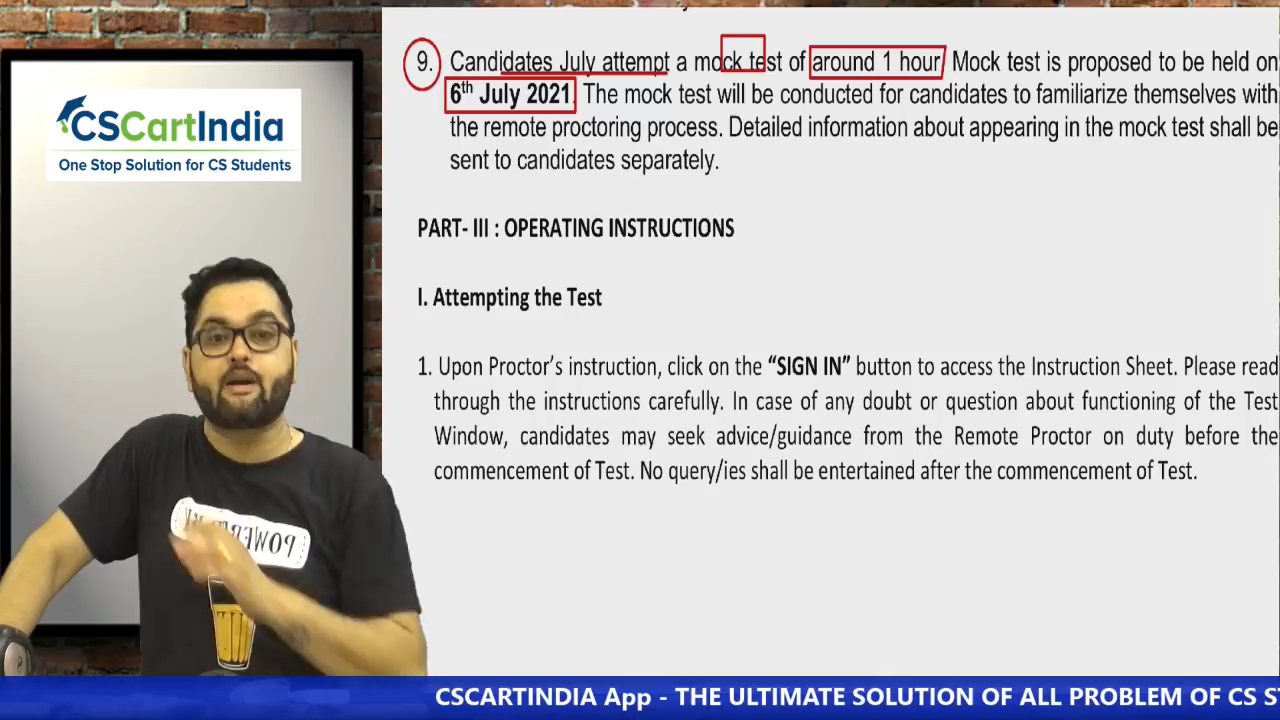 9. Candidates July attempt a mock test of around 1 hour. Mock test is proposed to be held on
6th July 2021. The mock test will be conducted for candidates to familiarize themselves with
the remote proctoring process. Detailed information about appearing in the mock test shall be
sent to candidates separately.
CSCartIndia
One Stop Solution for CS Students
PART- III : OPERATING INSTRUCTIONS
I. Attempting the Test
1. Upon Proctor's instruction, click on the “SIGN IN” button to access the Instruction Sheet. Please read
through the instructions carefully. In case of any doubt or question about functioning of the Test
Window, candidates may seek advice/guidance from the Remote Proctor on duty before the
commencement of Test. No query/ies shall be entertained after the commencement of Test.
CSCARTINDIA App - THE ULTIMATE SOLUTION OF ALL PROBLEM OF CS